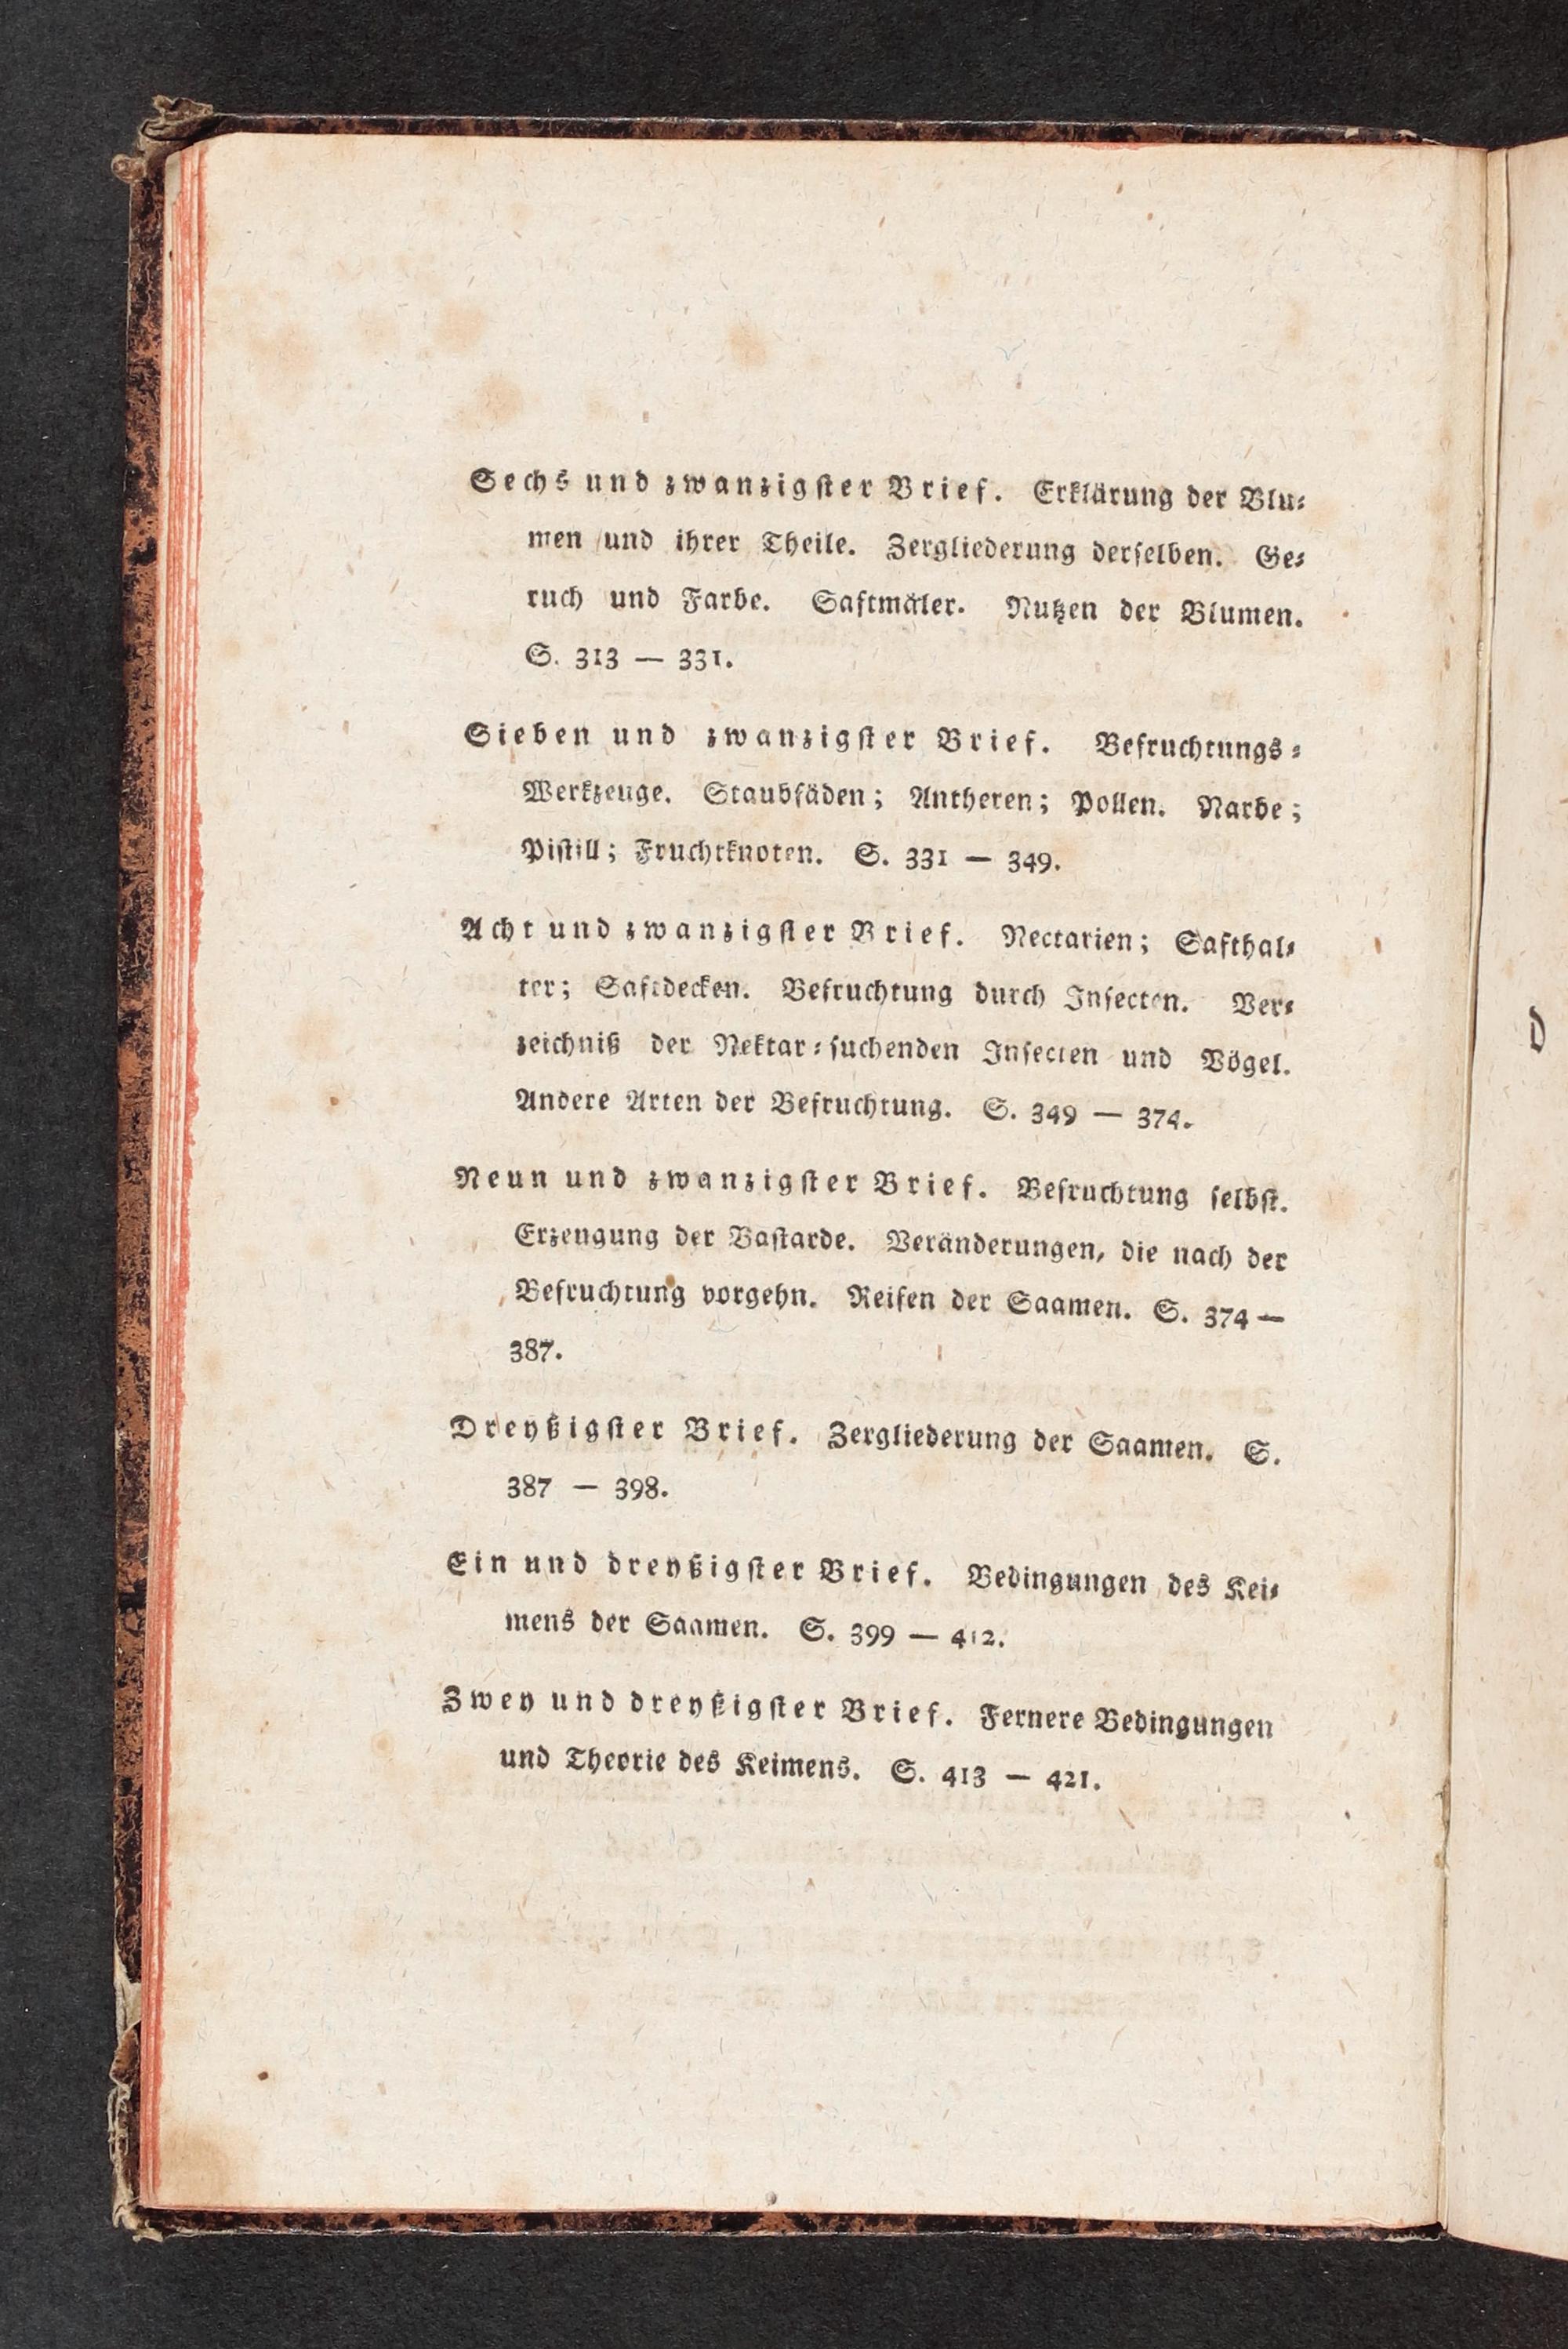 Sechs und zwanzigster Brief. Erklärung der Blu⸗
men und ihrer Theile. Zergliederung derselben. Ge⸗
ruch und Farbe. Saftmäler. Nutzen der Blumen.
S. 313 — 331.
Sieben und zwanzigster Brief. Befruchtungs⸗
Werkzeuge. Staubfäden; Antheren; Pollen. Narbe;
Pistill; Fruchtknoten. S. 331 — 349.
Acht und zwanzigster Brief. Nectarien; Safthal⸗
ter; Saftdecken. Befruchtung durch Insecten. Ver⸗
zeichniß der Nektar⸗suchenden Insecten und Vögel.
Andere Arten der Befruchtung. S. 349 — 374.
Neun und zwanzigster Brief. Befruchtung selbst.
Erzeugung der Bastarde. Veränderungen, die nach der
Befruchtung vorgehn. Reifen der Saamen. S. 374 —
387.
Dreyßigster Brief. Zergliederung der Saamen. S.
387 — 398.
Ein und dreyßigster Brief. Bedingungen des Kei⸗
mens der Saamen. S. 399 — 412.
Zwey und dreyßigster Brief. Fernere Bedingungen
und Theorie des Keimens. S. 413 — 421.